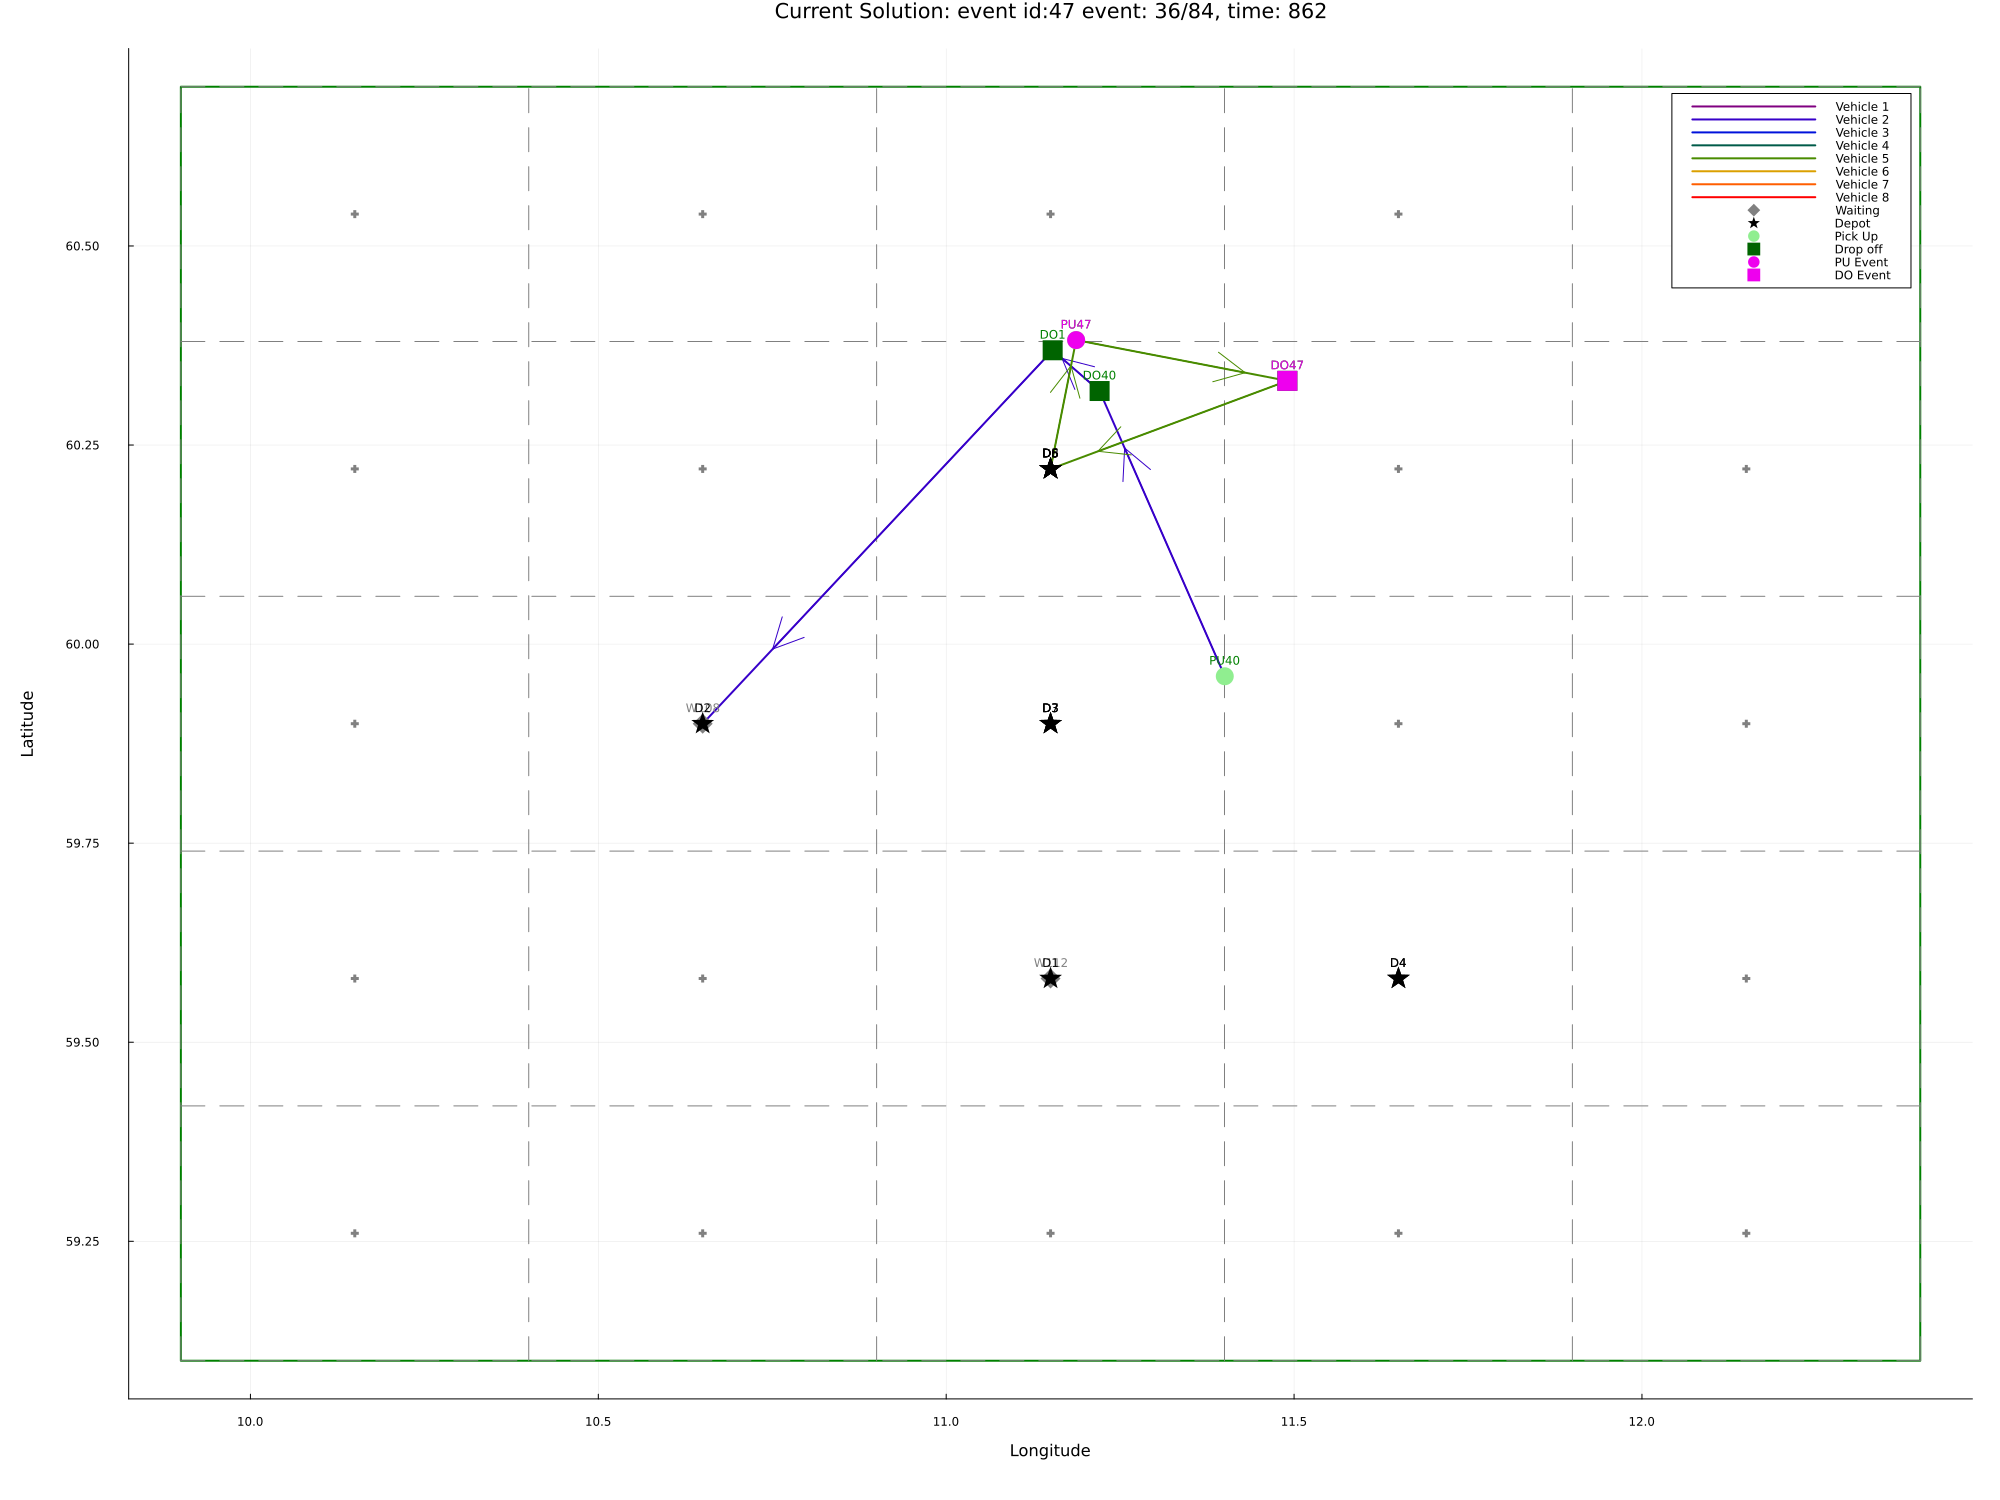 Current Solution: event id:47 event: 36/84, time: 862
Vehicle 1
Vehicle 2
Vehicle 3
Vehicle 4
Vehicle 5
Vehicle 6
Vehicle 7
Vehicle 8
Waiting
Depot
Pick Up
Drop off
PU Event
DO Event
60.50
60.25
60.00
59.75
59.50
59.25
PU47
DO1
DO47
DO40
PU40
D2
D1
D4
Latitude
10.0
10.5
11.0
11.5
12.0
Longitude